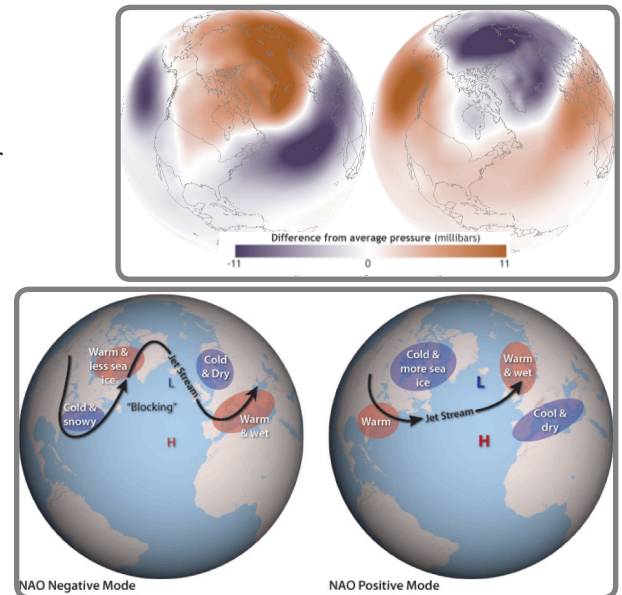 Difference from average pressure (millibars)
-11 0 11
Warm &
less sea
ice
Jet Stream
Cold
& Dry
L
Cold &
snowy
"Blocking"
Warm
& wet
H
NAO Negative Mode
Cold &
more sea
ice
Warm
& wet
L
Warm
Jet Stream
Cool &
dry
H
NAO Positive Mode